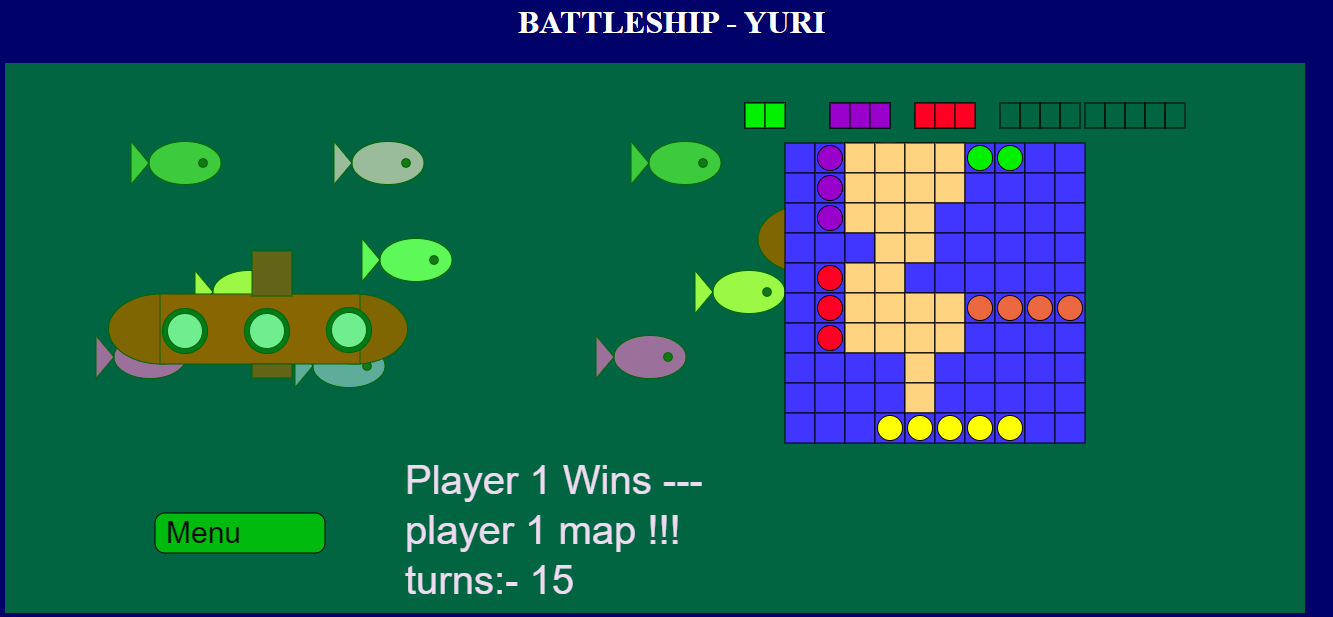 BATTLESHIP - YURI
Player 1 Wins ---
player 1 map !!!
Menu
turns:- 15